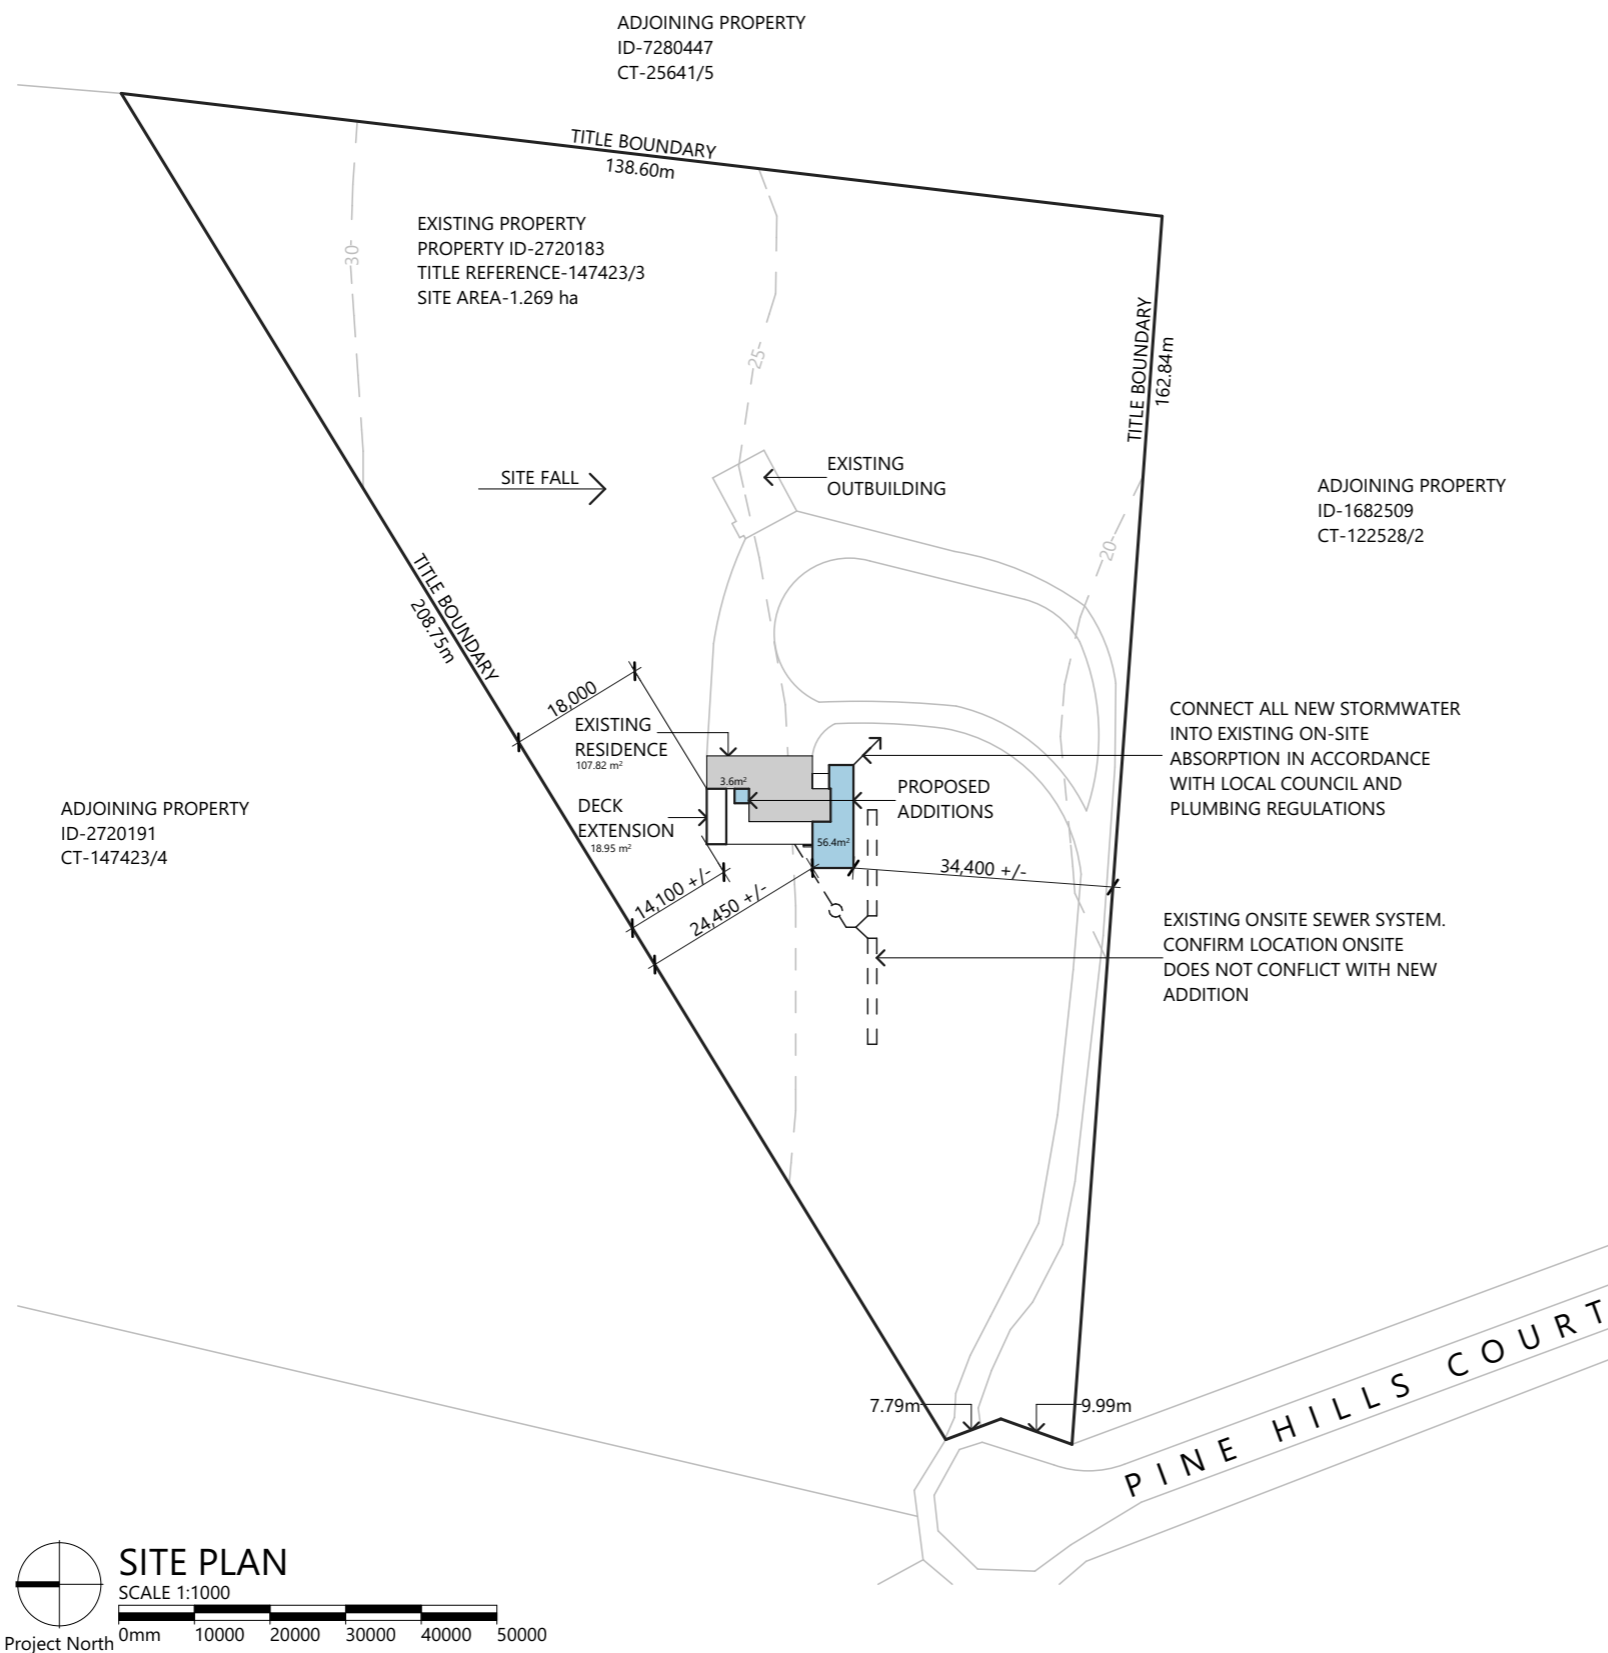 ADJOINING PROPERTY
ID-7280447
CT-25641/5
TITLE BOUNDARY
138.60m
EXISTING PROPERTY
PROPERTY ID-2720183
TITLE REFERENCE-147423/3
SITE AREA-1.269 ha
-30-
-25-
TITLE BOUNDARY
162.84m
SITE FALL
EXISTING
OUTBUILDING
ADJOINING PROPERTY
ID-1682509
CT-122528/2
-20-
TITLE BOUNDARY
208.75m
18,000
EXISTING
RESIDENCE
107.82 m²
3.6m²
CONNECT ALL NEW STORMWATER
INTO EXISTING ON-SITE
ABSORPTION IN ACCORDANCE
WITH LOCAL COUNCIL AND
PLUMBING REGULATIONS
PROPOSED
ADDITIONS
ADJOINING PROPERTY
ID-2720191
CT-147423/4
DECK
EXTENSION
18.95 m²
56.4m²
34,400 +/-
14,100 +/-
24,450 +/-
EXISTING ONSITE SEWER SYSTEM.
CONFIRM LOCATION ONSITE
DOES NOT CONFLICT WITH NEW
ADDITION
7.79m
9.99m
PINE HILLS COURT
SITE PLAN
SCALE 1:1000
0mm 10000 20000 30000 40000 50000
Project North